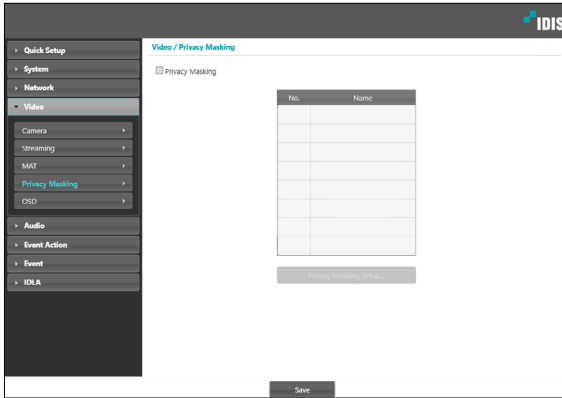 IDIS
Quick Setup
System
Network
Video
Camera
Streaming
MAT
Privacy Masking
OSD
Audio
Event Action
Event
IDLA
Video / Privacy Masking
Privacy Masking
No. Name
Privacy Masking Setup...
Save